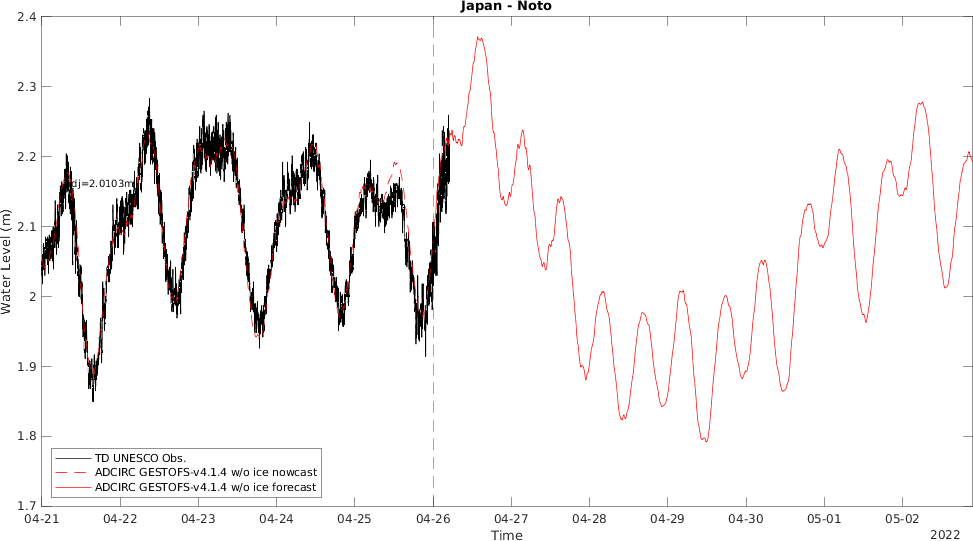 Japan - Noto
2.4
2.3
2.2
2.1
2
1.9
1.8
1.7
Water Level (m)
dj=2.0103m
TD UNESCO Obs.
ADCIRC GESTOFS-v4.1.4 w/o ice nowcast
ADCIRC GESTOFS-v4.1.4 w/o ice forecast
04-21 04-22 04-23 04-24 04-25 04-26 04-27 04-28 04-29 04-30 05-01 05-02
Time
2022